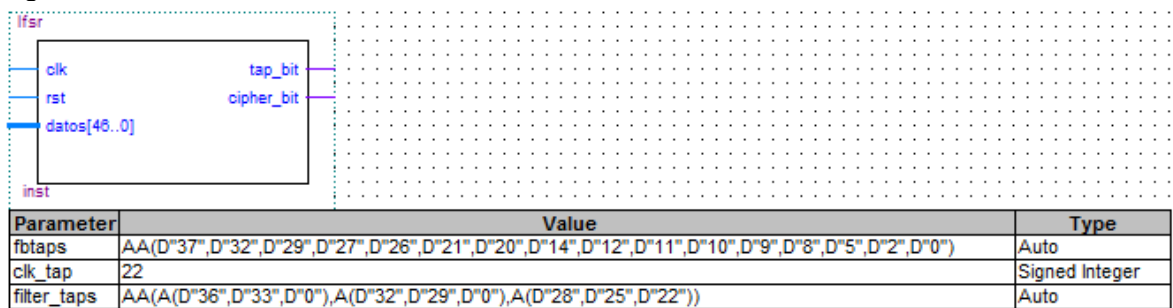 lfsr
clk tap_bit
rst cipher_bit
datos[46..0]
inst
Parameter Value Type
fbtaps AA(D"37",D"32",D"29",D"27",D"26",D"21",D"20",D"14",D"12",D"11",D"10",D"9",D"8",D"5",D"2",D"0") Auto
clk_tap 22 Signed Integer
filter_taps AA(A(D"36",D"33",D"0"),A(D"32",D"29",D"0"),A(D"28",D"25",D"22")) Auto